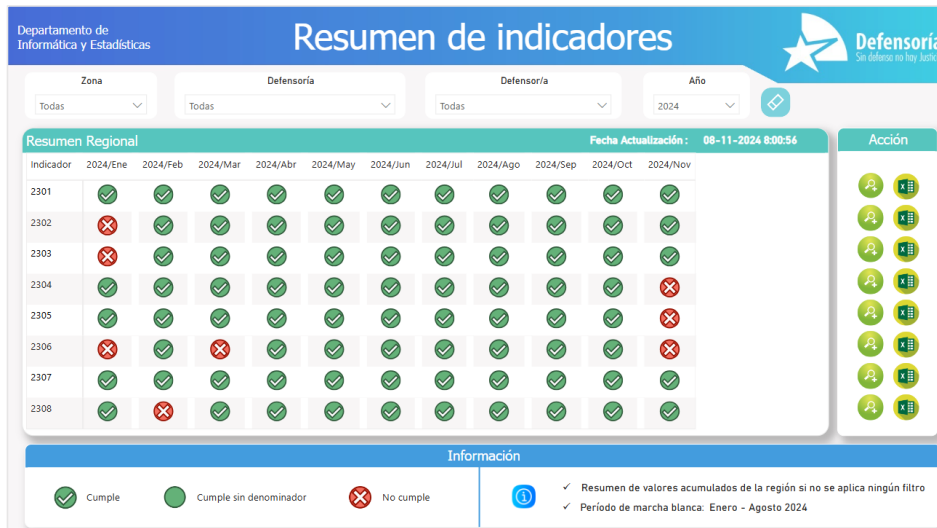 Departamento de
Informática y Estadísticas
Resumen de indicadores
Defensoría
Sin defensa no hay Justic
Zona
Defensoría
Defensor/a
Año
Todas
Todas
Todas
2024
Resumen Regional
Fecha Actualización : 08-11-2024 8:00:56
Acción
Indicador 2024/Ene 2024/Feb 2024/Mar 2024/Abr 2024/May 2024/Jun 2024/Jul 2024/Ago 2024/Sep 2024/Oct 2024/Nov
2301
2302
2303
2304
2305
2306
2307
2308
Información
Cumple
Cumple sin denominador
No cumple
Resumen de valores acumulados de la región si no se aplica ningún filtro
Período de marcha blanca: Enero - Agosto 2024